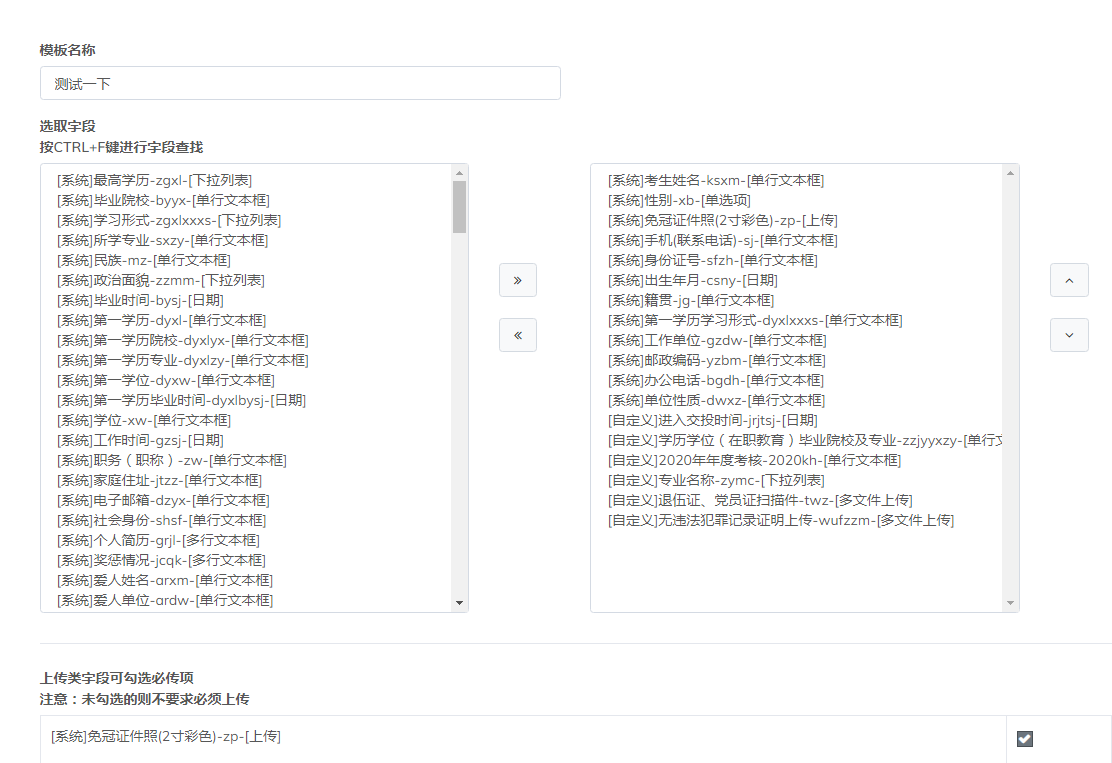 模板名称
测试一下
选取字段
按CTRL+F键进行字段查找
[系统]最高学历-zgxl-[下拉列表]
[系统]毕业院校-byyx-[单行文本框]
[系统]学习形式-zgxlxxxs-[下拉列表]
[系统]所学专业-sxzy-[单行文本框]
[系统]民族-mz-[单行文本框]
[系统]政治面貌-zzmm-[下拉列表]
[系统]毕业时间-bysj-[日期]
[系统]第一学历-dyxl-[单行文本框]
[系统]第一学历院校-dyxlyx-[单行文本框]
[系统]第一学历专业-dyxlzy-[单行文本框]
[系统]第一学位-dyxw-[单行文本框]
[系统]第一学历毕业时间-dyxlbysj-[日期]
[系统]学位-xw-[单行文本框]
[系统]工作时间-gzsj-[日期]
[系统]职务（职称）-zw-[单行文本框]
[系统]家庭住址-jtzz-[单行文本框]
[系统]电子邮箱-dzyx-[单行文本框]
[系统]社会身份-shsf-[单行文本框]
[系统]个人简历-grjl-[多行文本框]
[系统]奖惩情况-jcqk-[多行文本框]
[系统]爱人姓名-arxm-[单行文本框]
[系统]爱人单位-ardw-[单行文本框]
[系统]考生姓名-ksxm-[单行文本框]
[系统]性别-xb-[单选项]
[系统]免冠证件照(2寸彩色)-zp-[上传]
[系统]手机(联系电话)-sj-[单行文本框]
[系统]身份证号-sfzh-[单行文本框]
[系统]出生年月-csny-[日期]
[系统]籍贯-jg-[单行文本框]
[系统]第一学历学习形式-dyxlxxxs-[单行文本框]
[系统]工作单位-gzdw-[单行文本框]
[系统]邮政编码-yzbm-[单行文本框]
[系统]办公电话-bgdh-[单行文本框]
[系统]单位性质-dwxz-[单行文本框]
[自定义]进入交投时间-jrjtsj-[日期]
[自定义]学历学位（在职教育）毕业院校及专业-zzjyyxzy-[单行文
[自定义]2020年年度考核-2020kh-[单行文本框]
[自定义]专业名称-zymc-[下拉列表]
[自定义]退伍证、党员证扫描件-twz-[多文件上传]
[自定义]无违法犯罪记录证明上传-wufzzm-[多文件上传]
上传类字段可勾选必传项
注意：未勾选的则不要求必须上传
[系统]免冠证件照(2寸彩色)-zp-[上传]